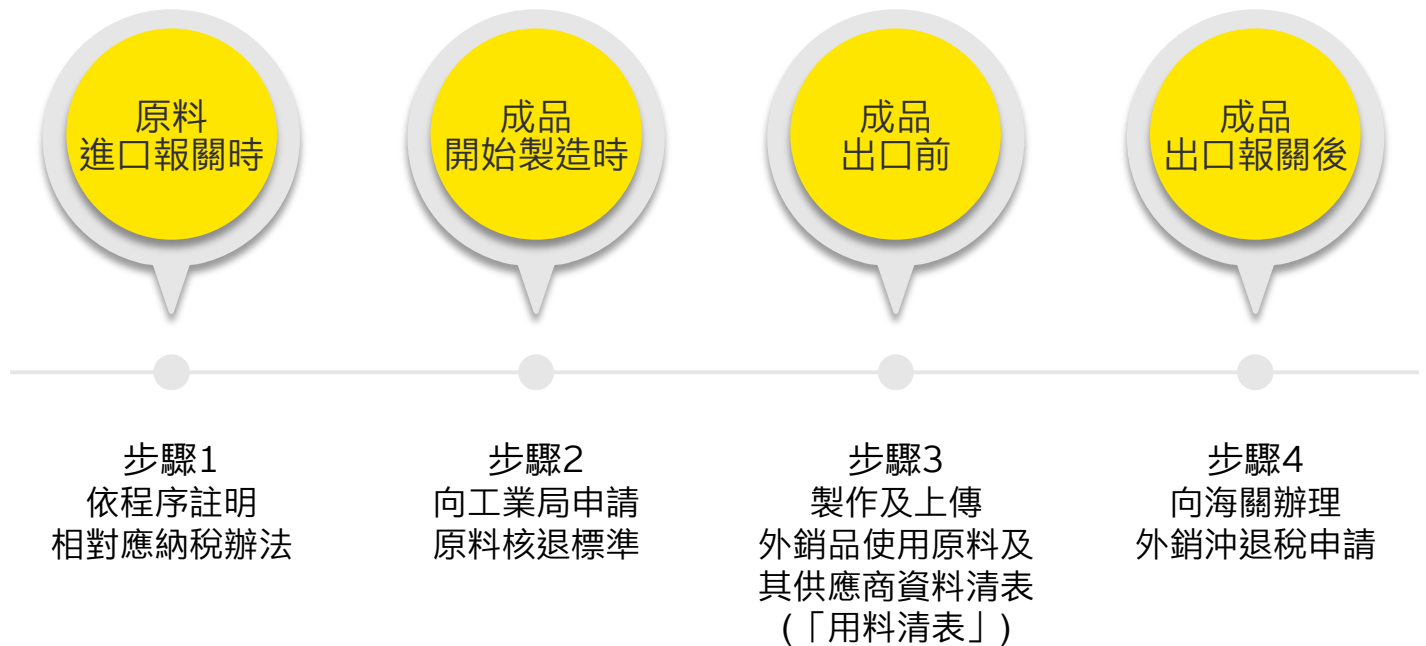 原料
進口報關時
成品
開始製造時
成品
出口前
成品
出口報關後
步驟1
依程序註明
相對應納稅辦法
步驟2
向工業局申請
原料核退標準
步驟3
製作及上傳
外銷品使用原料及
其供應商資料清表
(「用料清表」)
步驟4
向海關辦理
外銷沖退稅申請